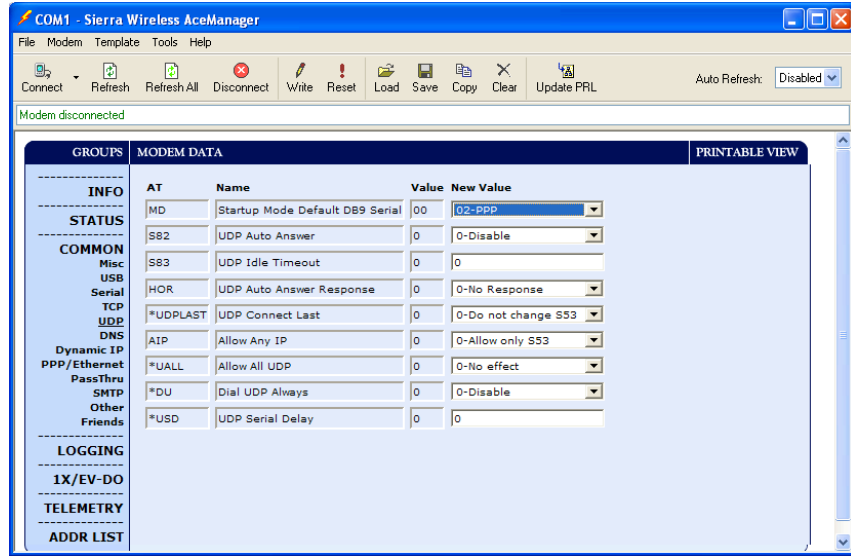 COM1 - Sierra Wireless AceManager
File Modem Template Tools Help
Connect Refresh Refresh All Disconnect Write Reset Load Save Copy Clear Update PRL Auto Refresh: Disabled
Modem disconnected
GROUPS MODEM DATA PRINTABLE VIEW
INFO
STATUS
COMMON
Misc
USB
Serial
TCP
UDP
DNS
Dynamic IP
PPP/Ethernet
PassThru
SMTP
Other
Friends
LOGGING
1X/EV-DO
TELEMETRY
ADDR LIST
AT Name Value New Value
MD Startup Mode Default DB9 Serial 00 02-PPP
S82 UDP Auto Answer 0 0-Disable
S83 UDP Idle Timeout 0 0
HOR UDP Auto Answer Response 0 0-No Response
*UDPLAST UDP Connect Last 0 0-Do not change S53
AIP Allow Any IP 0 0-Allow only S53
*UALL Allow All UDP 0 0-No effect
*DU Dial UDP Always 0 0-Disable
*USD UDP Serial Delay 0 0